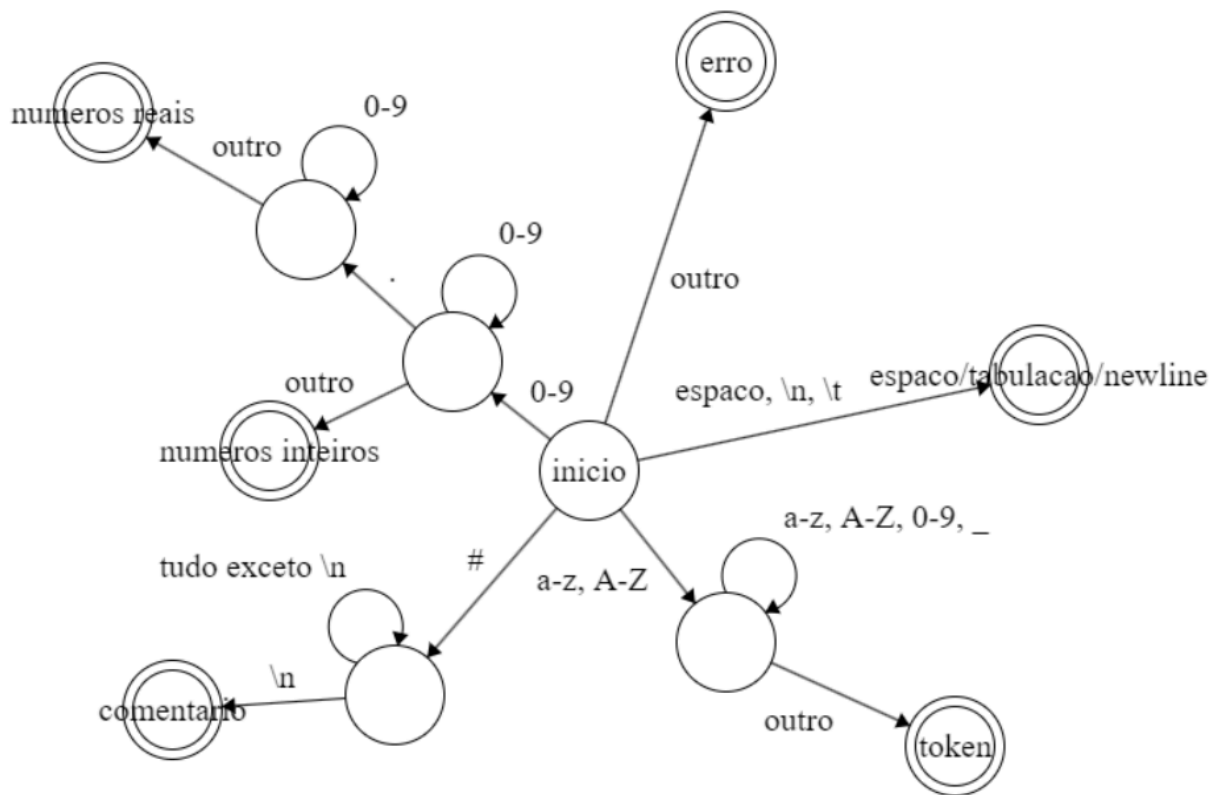 erro
numeros reais
0-9
outro
0-9
.
outro
outro
0-9
espaco, \n, \t
espaco/tabulacao/newline
numeros inteiros
inicio
a-z, A-Z, 0-9, _
#
tudo exceto \n
a-z, A-Z
\n
comentario
outro
token